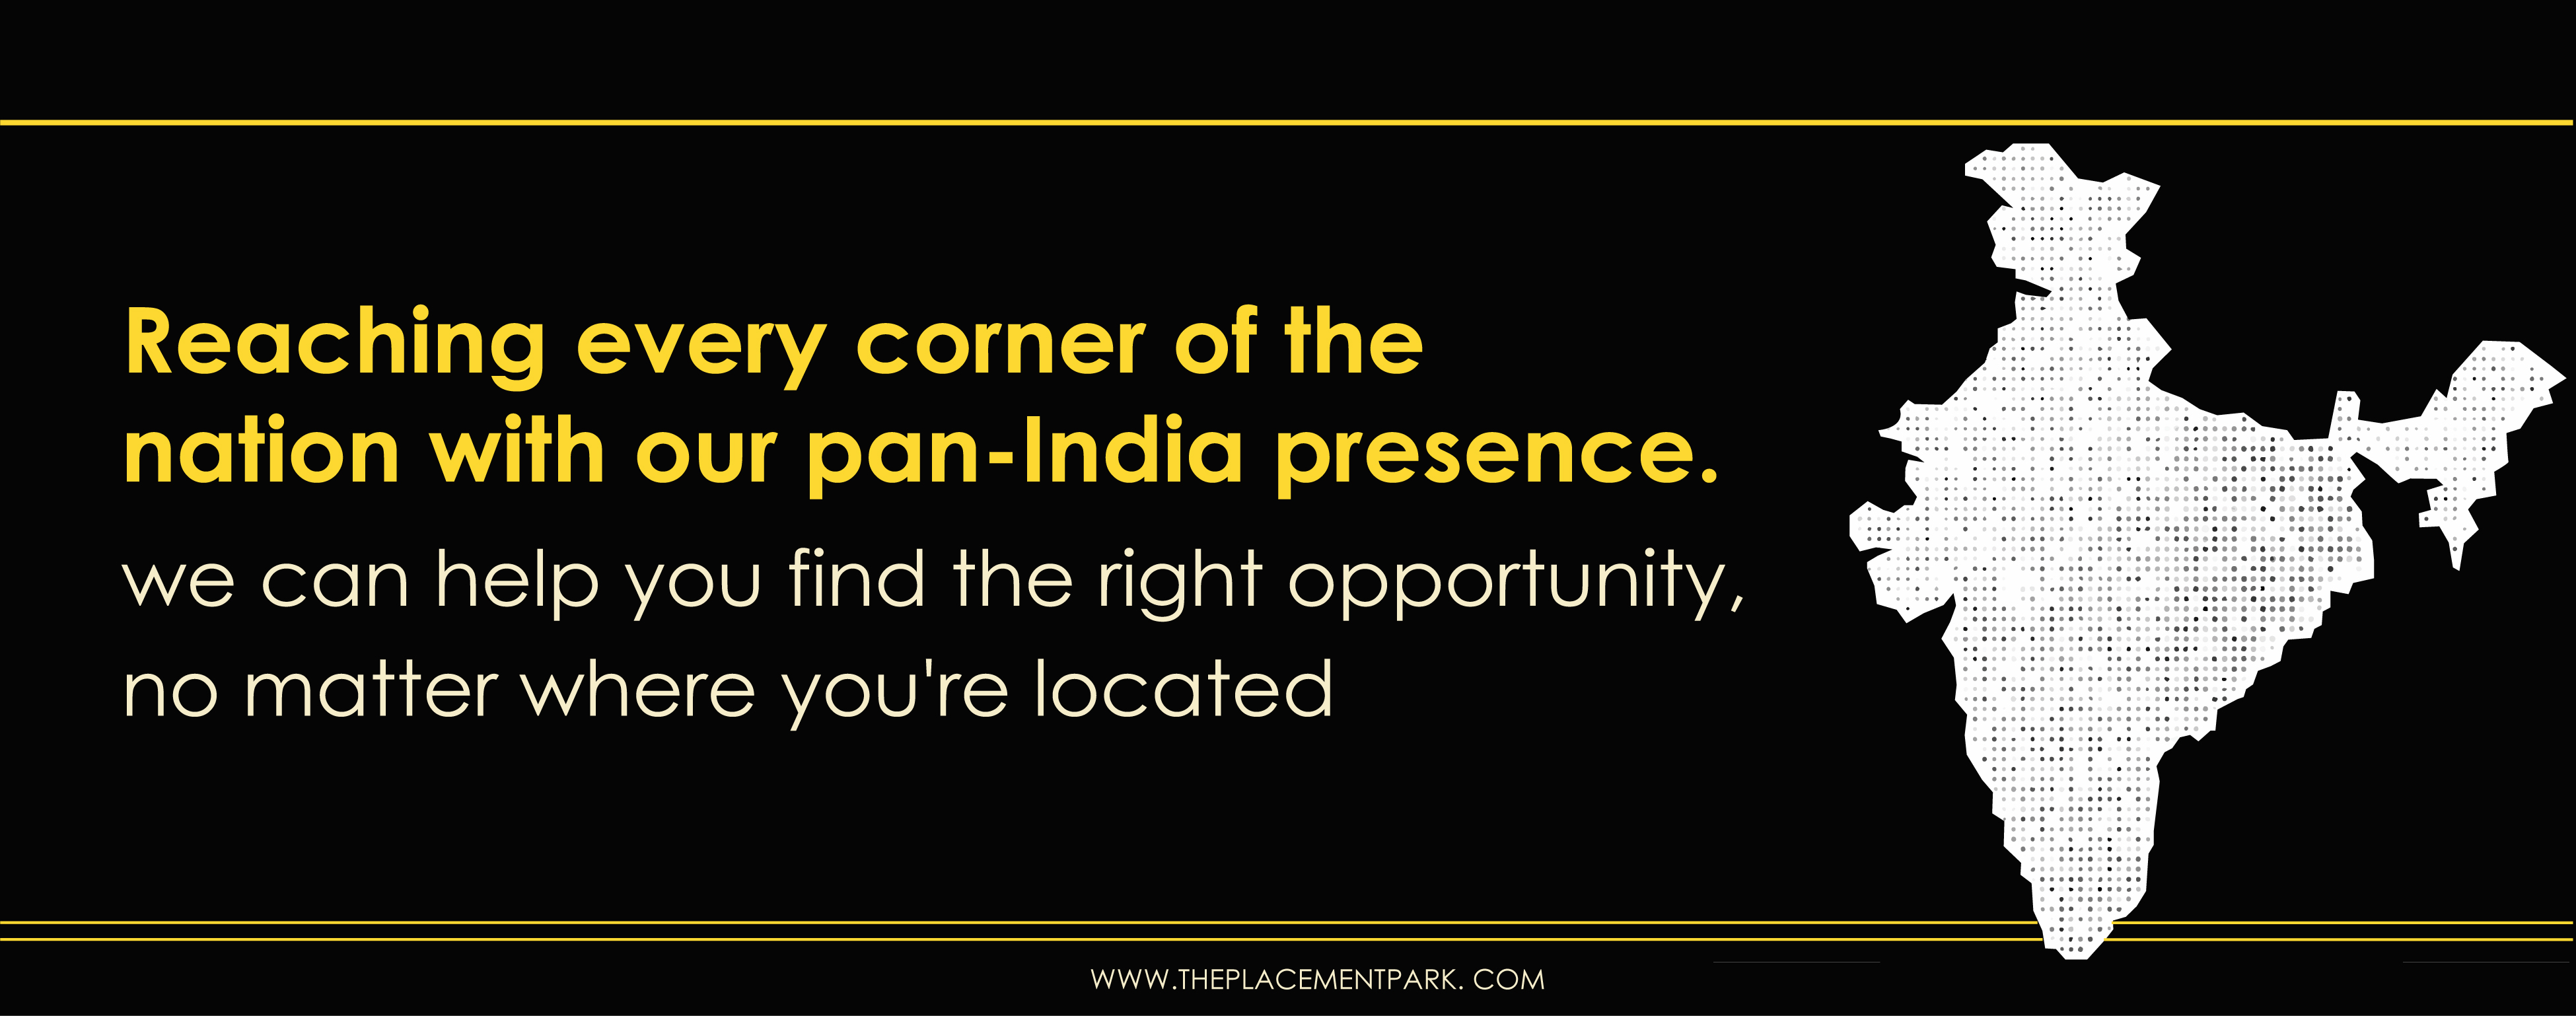 Reaching every corner of the
nation with our pan-India presence.
we can help you find the right opportunity,
no matter where you're located
WWW.THEPLACEMENTPARK. COM